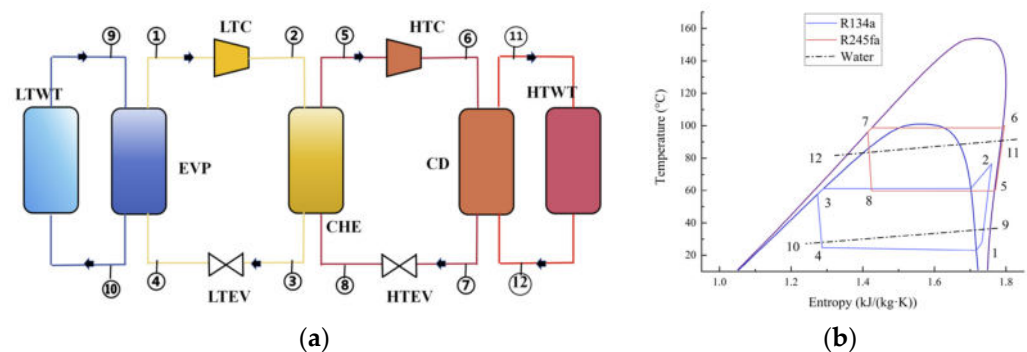 LTC
HTC
9
1
2
5
6
11
LTWT
HTWT
EVP
CD
CHE
10
4
LTEV
3
8
HTEV
7
12
(a)
R134a
R245fa
Water
Temperature (°C)
160
140
120
100
80
60
40
20
1.0
1.2
1.4
1.6
1.8
Entropy (kJ/(kg·K))
7
6
12
11
2
3
8
5
10
4
9
1
(b)